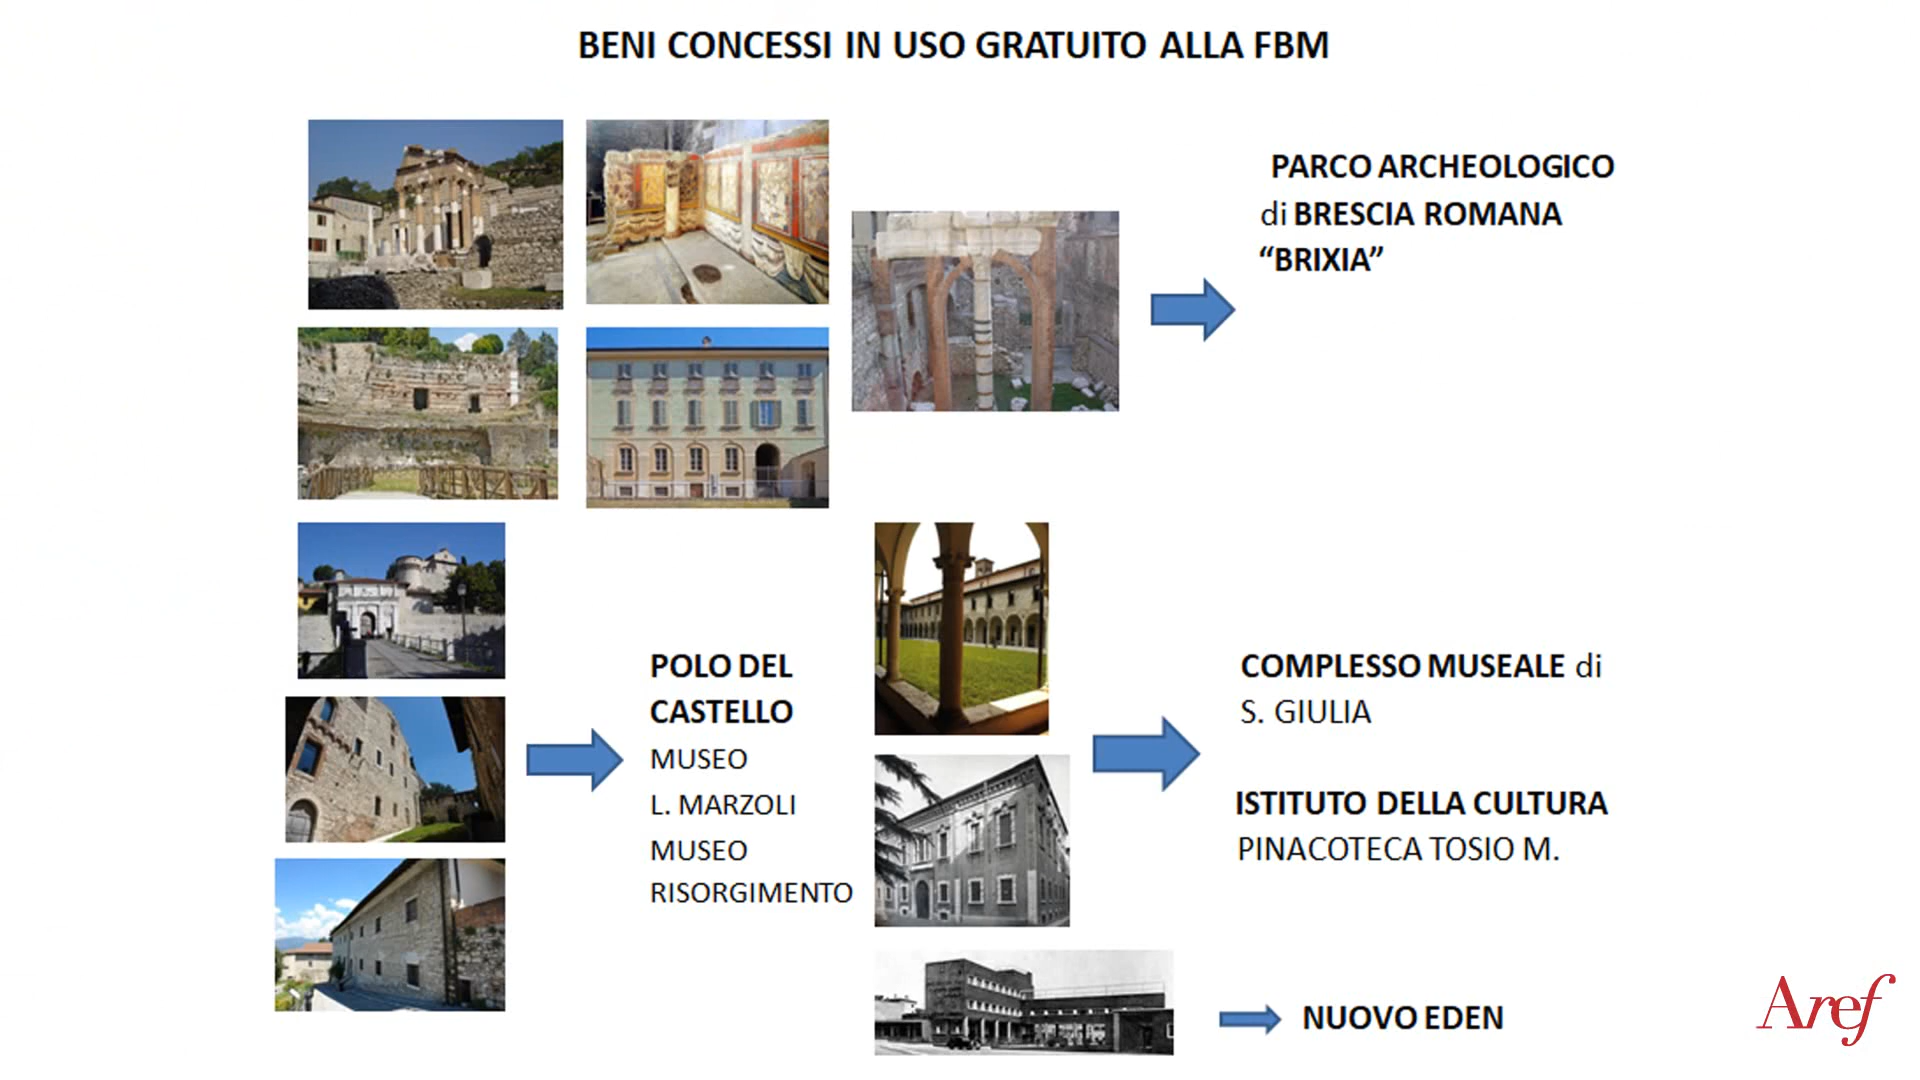 BENI CONCESSI IN USO GRATUITO ALLA FBM
PARCO ARCHEOLOGICO
di BRESCIA ROMANA
“BRIXIA”
POLO DEL
CASTELLO
MUSEO
L. MARZOLI
MUSEO
RISORGIMENTO
COMPLESSO MUSEALE di
S. GIULIA
ISTITUTO DELLA CULTURA
PINACOTECA TOSIO M.
NUOVO EDEN
Aref